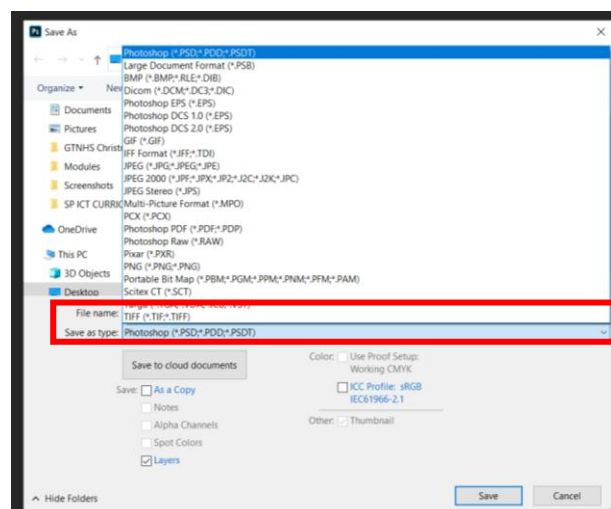 Save As
Photoshop (*.PSD;*.PDD;*.PSDT)
Large Document Format (*.PSB)
BMP (*.BMP;*.RLE;*.DIB)
Organize
Dicom (*.DCM;*.DC3;*.DIC)
Photoshop EPS (*.EPS)
Documents
Photoshop DCS 1.0 (*.EPS)
Photoshop DCS 2.0 (*.EPS)
Pictures
GIF (*.GIF)
GTNHS Christ
IFF Format (*.IFF;*.TDI)
JPEG (*.JPG;*.JPEG;*.JPE)
Modules
JPEG 2000 (*.JPF;*.JPX;*.JP2;*.J2C;*.J2K;*.JPC)
Screenshots
JPEG Stereo (*.JPS)
SP ICT CURRIC
Multi-Picture Format (*.MPO)
PCX (*.PCX)
OneDrive
Photoshop PDF (*.PDF;*.PDP)
Photoshop Raw (*.RAW)
This PC
Pixar (*.PXR)
PNG (*.PNG;*.PNG)
3D Objects
Portable Bit Map (*.PBM;*.PGM;*.PPM;*.PNM;*.PFM;*.PAM)
Desktop
Scitex CT (*.SCT)
File name:
TIFF (*.TIF;*.TIFF)
Save as type: Photoshop (*.PSD;*.PDD;*.PSDT)
Save to cloud documents
Color: Use Proof Setup:
Working CMYK
Save: As a Copy
ICC Profile: sRGB
IEC61966-2.1
Notes
Alpha Channels
Other: Thumbnail
Spot Colors
Layers
Hide Folders
Save
Cancel